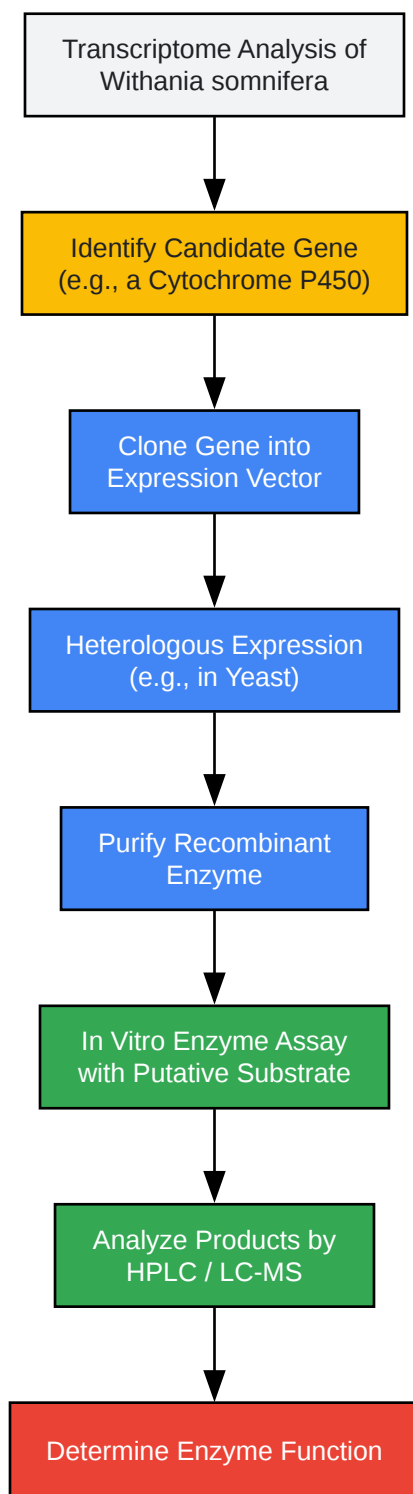 Transcriptome Analysis of
Withania somnifera
Identify Candidate Gene
(e.g., a Cytochrome P450)
Clone Gene into
Expression Vector
Heterologous Expression
(e.g., in Yeast)
Purify Recombinant
Enzyme
In Vitro Enzyme Assay
with Putative Substrate
Analyze Products by
HPLC / LC-MS
Determine Enzyme Function